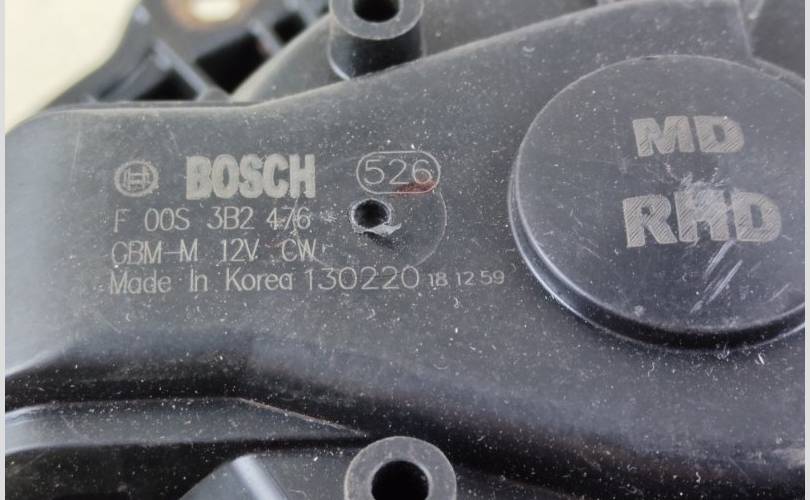 BOSCH 526
F 00S 3B2 476
CBM-M 12V CW
Made In Korea 130220 18 12 59
MD
RHD